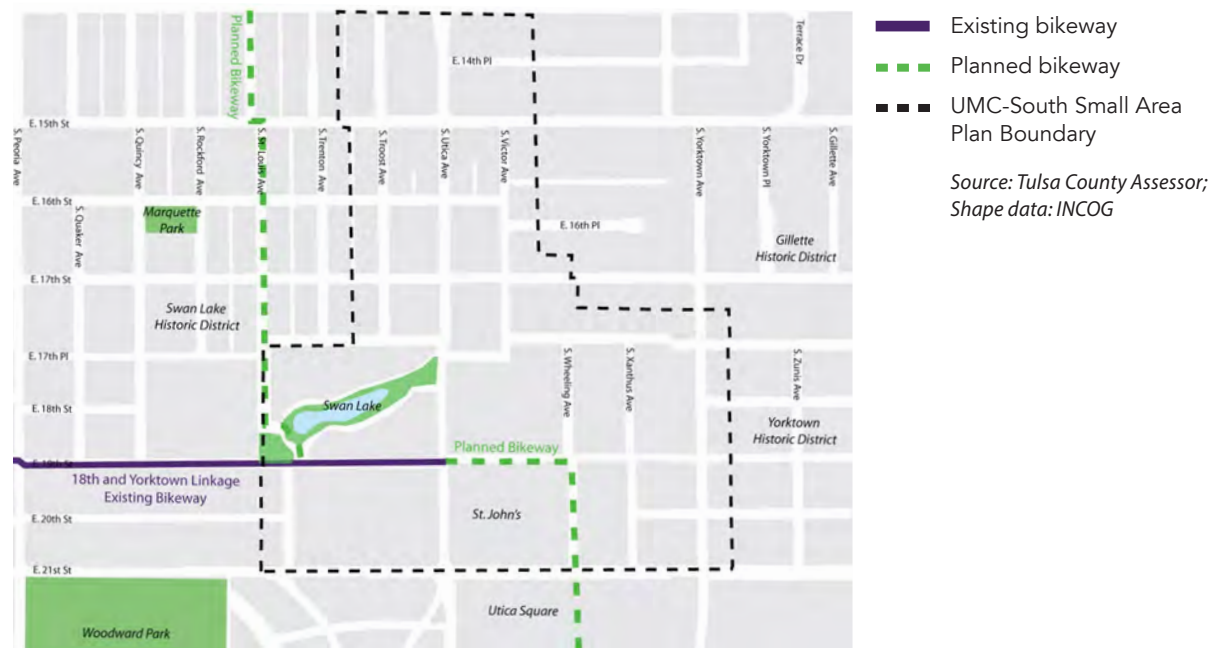 Existing bikeway
Planned bikeway
UMC-South Small Area
Plan Boundary
Source: Tulsa County Assessor;
Shape data: INCOG
Planned Bikeway
Terrace Dr
E. 14th Pl
E. 15th St
S. Peoria Ave
S. Quincy Ave
S. Rockford Ave
S. St. Louis Ave
S. Trenton Ave
S. Troost Ave
S. Utica Ave
S. Victor Ave
S. Yorktown Ave
S. Yorktown Pl
S. Gillette Ave
E. 16th St
S. Quaker Ave
Marquette
Park
E. 16th Pl
Gillette
Historic District
E. 17th St
Swan Lake
Historic District
E. 17th Pl
S. Wheeling Ave
S. Xanthus Ave
S. Zunis Ave
E. 18th St
Swan Lake
Yorktown
Historic District
Planned Bikeway
E. 19th St
18th and Yorktown Linkage
Existing Bikeway
E. 20th St
St. John's
E. 21st St
Utica Square
Woodward Park